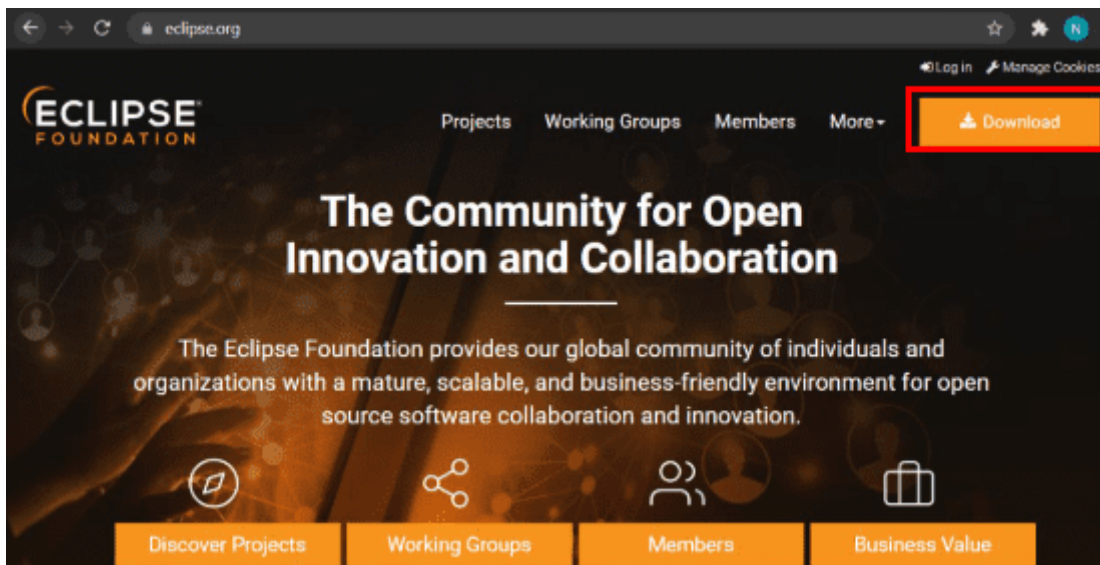 eclipse.org
N
Log in Manage Cookies
ECLIPSE
FOUNDATION
Projects Working Groups Members More Download
The Community for Open
Innovation and Collaboration
The Eclipse Foundation provides our global community of individuals and
organizations with a mature, scalable, and business-friendly environment for open
source software collaboration and innovation.
Discover Projects Working Groups Members Business Value